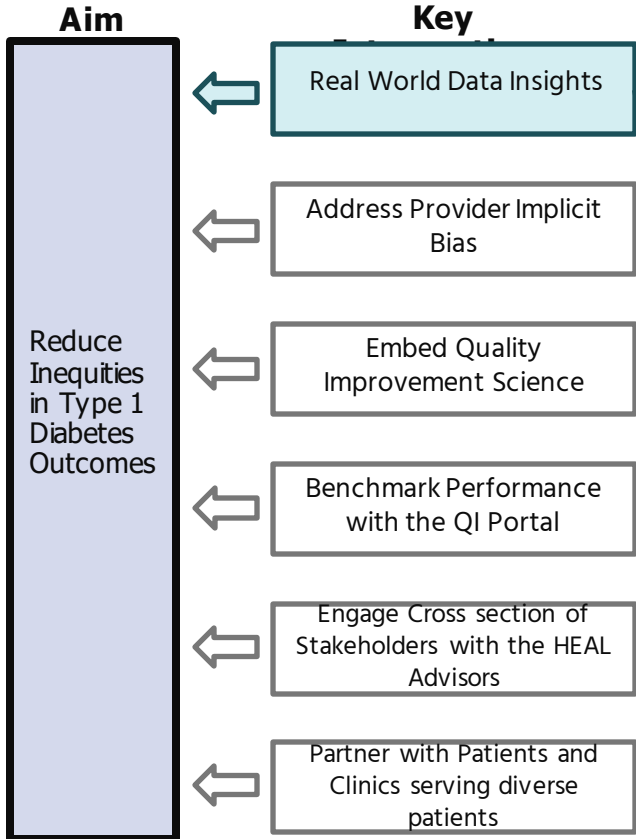 Aim
Key
Real World Data Insights
Address Provider Implicit
Bias
Reduce
Inequities
in Type 1
Diabetes
Outcomes
Embed Quality
Improvement Science
Benchmark Performance
with the QI Portal
Engage Cross section of
Stakeholders with the HEAL
Advisors
Partner with Patients and
Clinics serving diverse
patients